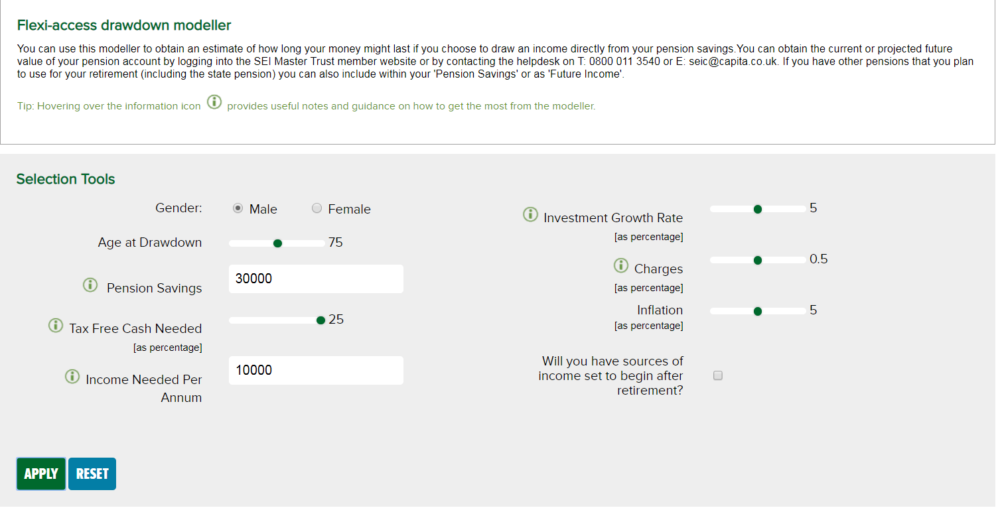 Flexi-access drawdown modeller
You can use this modeller to obtain an estimate of how long your money might last if you choose to draw an income directly from your pension savings.You can obtain the current or projected future
value of your pension account by logging into the SEI Master Trust member website or by contacting the helpdesk on T: 0800 011 3540 or E: seic@capita.co.uk. If you have other pensions that you plan
to use for your retirement (including the state pension) you can also include within your 'Pension Savings' or as 'Future Income'.
Tip: Hovering over the information icon provides useful notes and guidance on how to get the most from the modeller.
Selection Tools
Gender: Male Female
Age at Drawdown 75
Pension Savings 30000
Tax Free Cash Needed 25
[as percentage]
Income Needed Per 10000
Annum
Investment Growth Rate 5
[as percentage]
Charges 0.5
[as percentage]
Inflation 5
[as percentage]
Will you have sources of
income set to begin after
retirement?
APPLY RESET